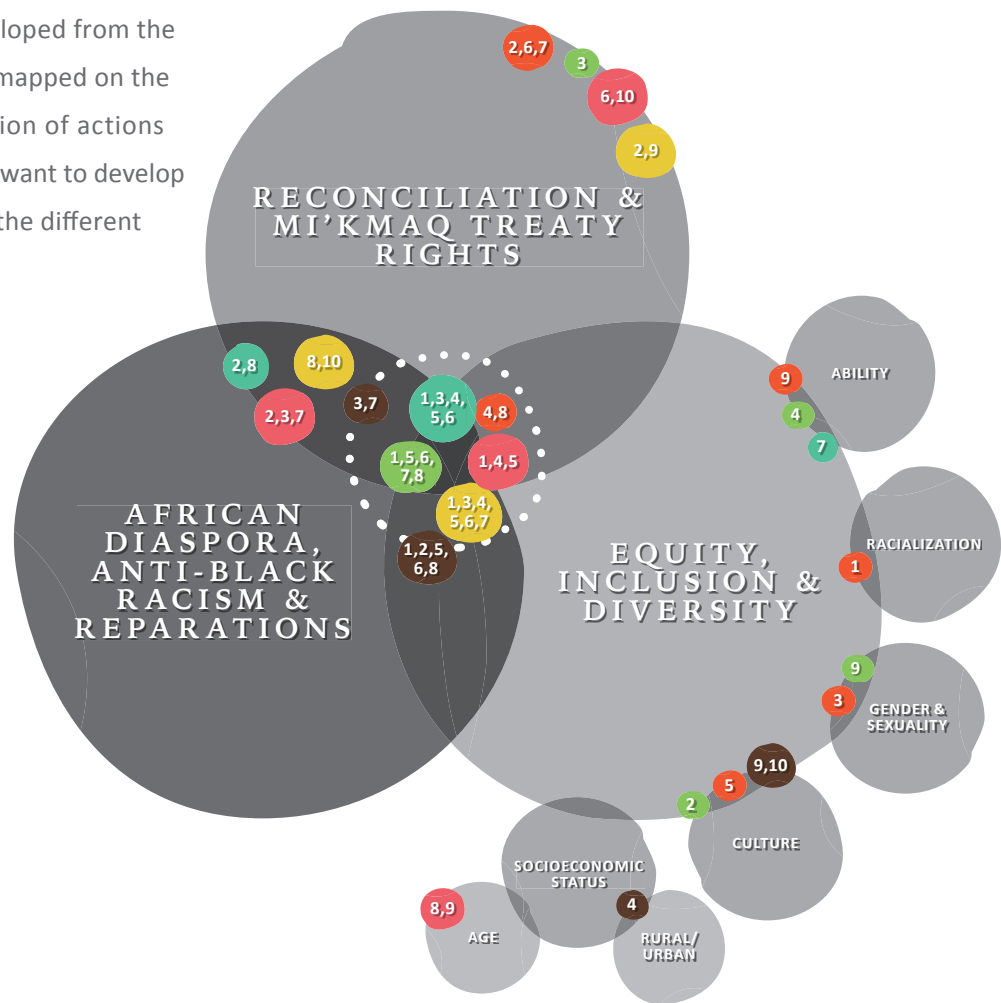 loped from the
mapped on the
ion of actions
want to develop
the different
2,6,7
3
6,10
2,9
RECONCILIATION &
MI'KMAQ TREATY
RIGHTS
2,8
8,10
2,3,7
3,7
1,3,4,
5,6
4,8
1,5,6,
7,8
1,4,5
1,3,4,
5,6,7
1,2,5,
6,8
AFRICAN
DIASPORA,
ANTI-BLACK
RACISM &
REPARATIONS
EQUITY,
INCLUSION &
DIVERSITY
9
4
7
ABILITY
1
RACIALIZATION
9
3
GENDER &
SEXUALITY
9,10
5
2
CULTURE
SOCIOECONOMIC
STATUS
4
8,9
AGE
RURAL/
URBAN